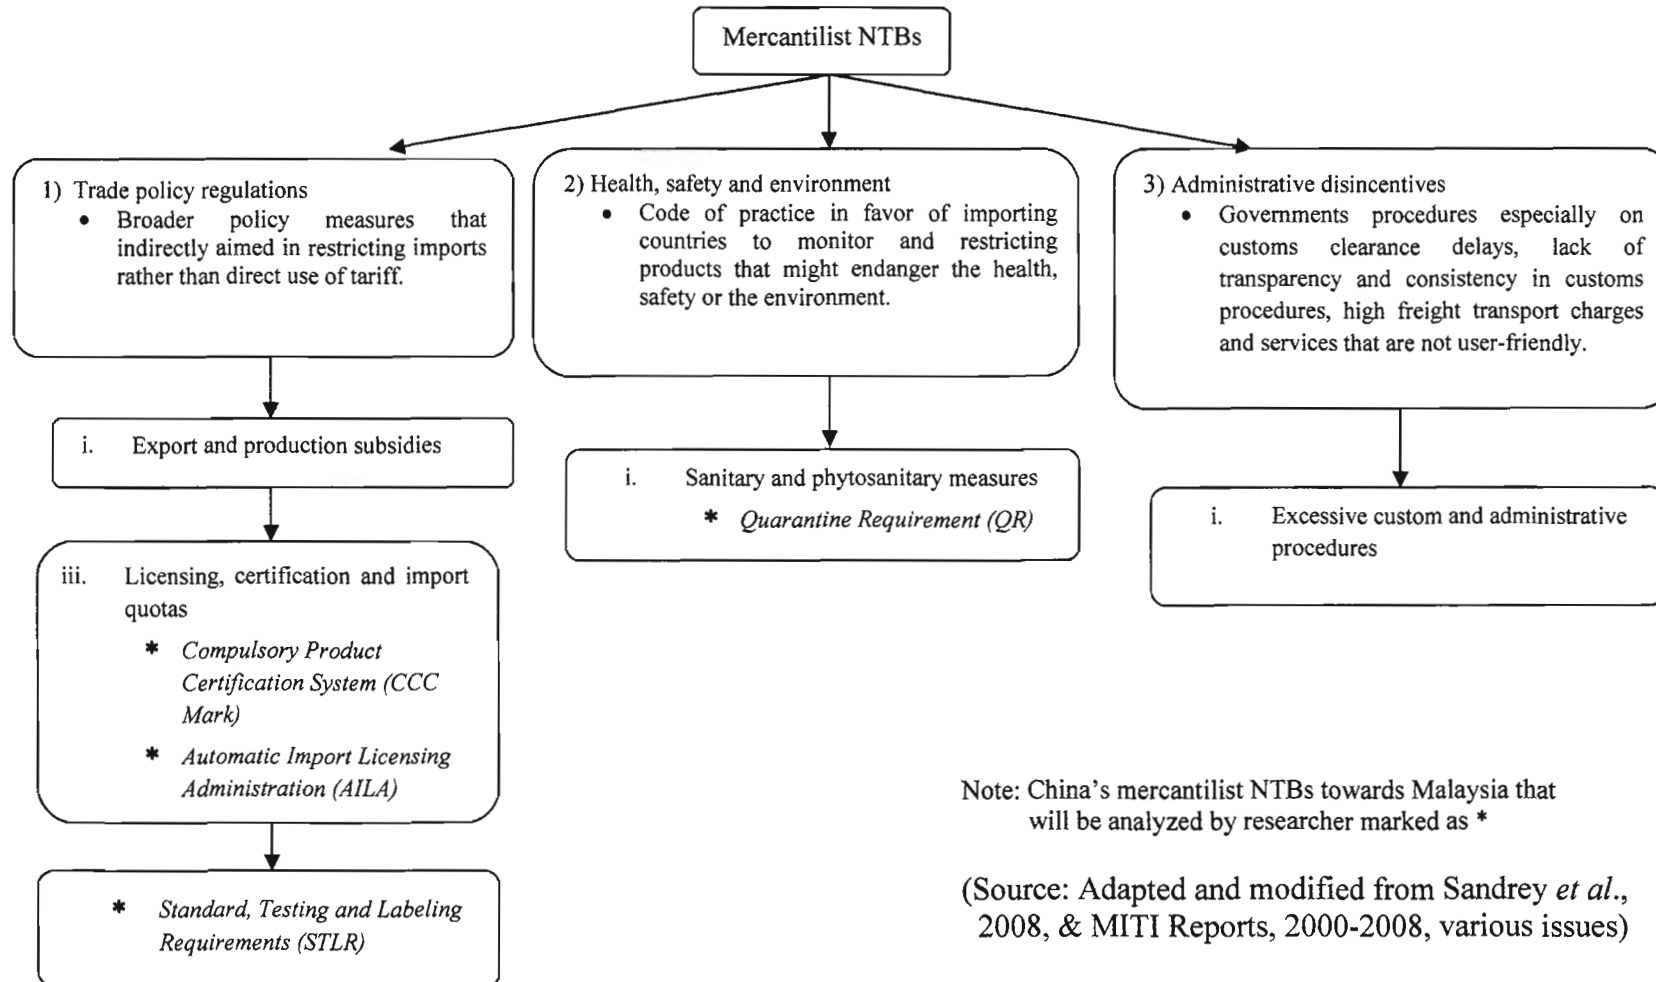 Mercantilist NTBs
1) Trade policy regulations
• Broader policy measures that
indirectly aimed in restricting imports
rather than direct use of tariff.
i. Export and production subsidies
iii. Licensing, certification and import
quotas
* Compulsory Product
Certification System (CCC
Mark)
* Automatic Import Licensing
Administration (AILA)
* Standard, Testing and Labeling
Requirements (STLR)
2) Health, safety and environment
• Code of practice in favor of importing
countries to monitor and restricting
products that might endanger the health,
safety or the environment.
i. Sanitary and phytosanitary measures
* Quarantine Requirement (QR)
3) Administrative disincentives
• Governments procedures especially on
customs clearance delays, lack of
transparency and consistency in customs
procedures, high freight transport charges
and services that are not user-friendly.
i. Excessive custom and administrative
procedures
Note: China's mercantilist NTBs towards Malaysia that
will be analyzed by researcher marked as *
(Source: Adapted and modified from Sandrey et al.,
2008, & MITI Reports, 2000-2008, various issues)